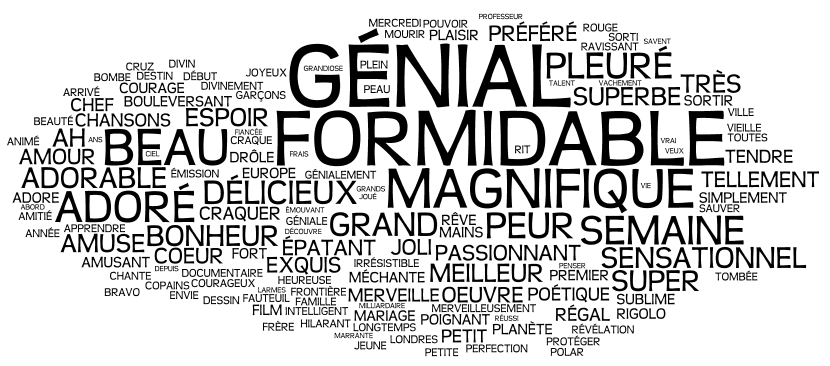 PROFESSEUR
MERCREDI POUVOIR
MOURIR PLAISIR PRÉFÉRÉ ROUGE
SORTI SAVENT
RAVISSANT
GÉNIAL
GRANDIOSE
PLEIN
PEAU
PLEURÉ
TALENT VACHEMENT
TRÈS
SUPERBE SORTIR
CRUZ DIVIN
BOMBE DESTIN DÉBUT JOYEUX
ARRIVÉ COURAGE DIVINEMENT
CHEF BOULEVERSANT GARÇONS
BEAUTÉ CHANSONS ESPOIR
VILLE
VIEILLE
TOUTES
FORMIDABLE
FRAIS
RIT
VRAI
VEUX
ANIMÉ AH ANS
BEAU
CIEL
FIANCÉE
CRAQUE
DRÔLE
AMOUR
TENDRE
ADORABLE ÉMISSION EUROPE GÉNIALEMENT
DÉLICIEUX GRANDS
JOUÉ
MAGNIFIQUE
VIE
TELLEMENT
SIMPLEMENT
SAUVER
ADORE
ABORD
AMITIÉ
ADORÉ CRAQUER ÉMOUVANT
GÉNIALE
DÉCOUVRE
GRAND RÊVE
MAINS
PEUR SEMAINE
ANNÉE APPRENDRE
AMUSE BONHEUR ÉPATANT JOLI PASSIONNANT SENSATIONNEL
AMUSANT COEUR FORT EXQUIS IRRÉSISTIBLE
PENSER
CHANTE DEPUIS DOCUMENTAIRE
HEUREUSE MÉCHANTE MEILLEUR PREMIER SUPER TOMBÉE
BRAVO COPAINS COURAGEUX
ENVIE LARMES FRONTIÈRE
DESSIN FAUTEUIL FAMILLE
MERVEILLE OEUVRE POÉTIQUE SUBLIME
MILLIARDAIRE MERVEILLEUSEMENT
FILM INTELLIGENT MARIAGE POIGNANT RÉUSSI RÉGAL RIGOLO
FRÈRE HILARANT LONGTEMPS PLANÈTE RÉVÉLATION
MARRANTE LONDRES PETIT PROTÉGER
JEUNE PETITE PERFECTION POLAR